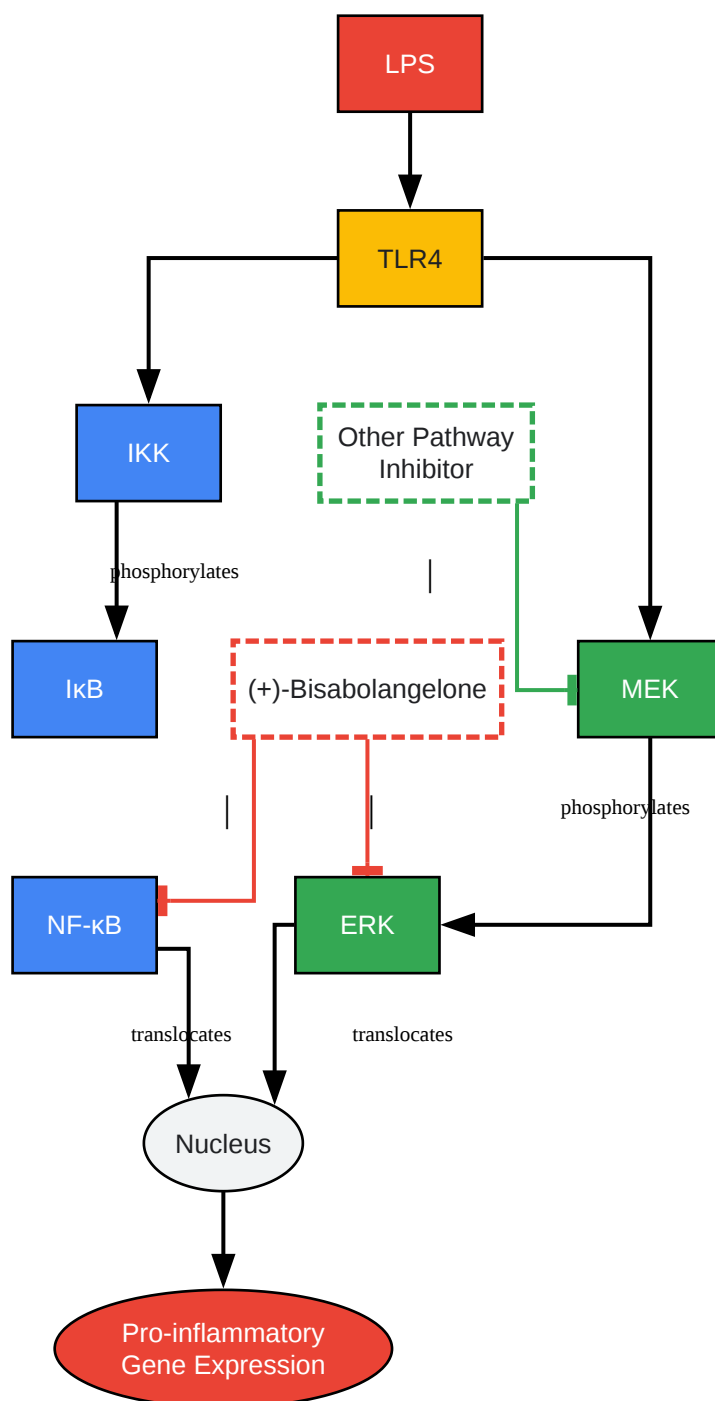 LPS
TLR4
IKK
Other Pathway
Inhibitor
phosphorylates
|
IκB
(+)-Bisabolangelone
MEK
|
|
phosphorylates
NF-κB
ERK
translocates
translocates
Nucleus
Pro-inflammatory
Gene Expression